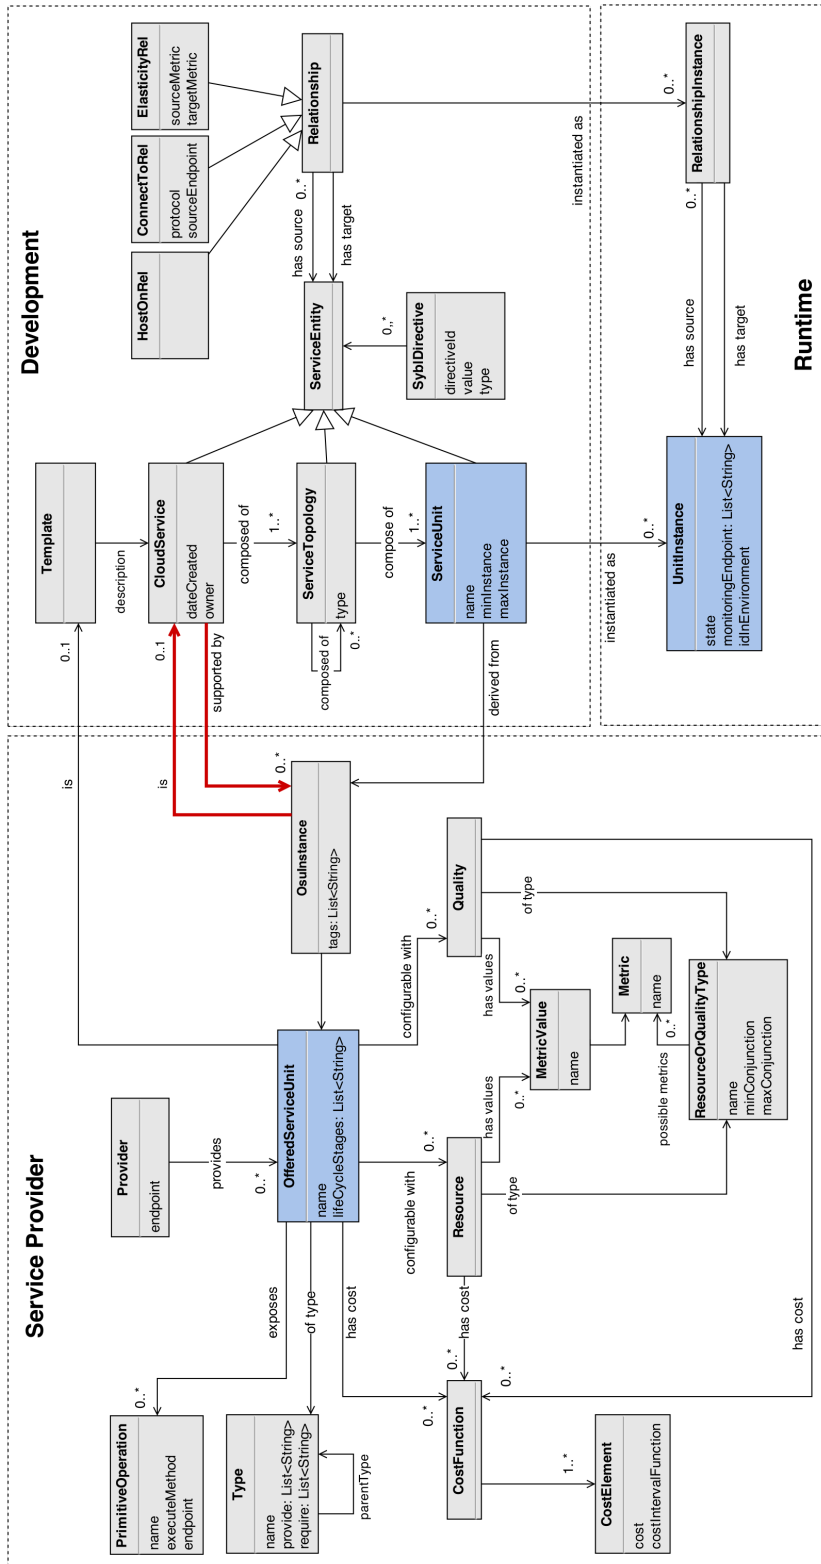 Service Provider
Development
Runtime
PrimitiveOperation
name
executeMethod
endpoint
0..*
exposes
Type
name
provide: List<String>
require: List<String>
parentType
of type
has cost
0..*
Provider
endpoint
provides
0..*
OfferedServiceUnit
name
lifeCycleStages: List<String>
is
0..1
OsuInstance
tags: List<String>
0..*
is
0..1
supported by
derived from
configurable with
0..*
configurable with
0..*
Resource
Quality
has cost
0..*
CostFunction
0..*
has cost
1..*
CostElement
cost
costIntervalFunction
has values
0..*
has values
0..*
MetricValue
name
Metric
name
possible metrics
0..*
of type
of type
ResourceOrQualityType
name
minConjunction
maxConjunction
Template
description
CloudService
dateCreated
owner
composed of
1..*
ServiceTopology
type
composed of
0..*
compose of
1..*
ServiceUnit
name
minInstance
maxInstance
HostOnRel
ConnectToRel
protocol
sourceEndpoint
ElasticityRel
sourceMetric
targetMetric
Relationship
0..*
has source
has target
ServiceEntity
0,,*
SyblDirective
directiveId
value
type
instantiated as
0..*
instantiated as
0..*
RelationshipInstance
0..*
has source
has target
UnitInstance
state
monitoringEndpoint: List<String>
idInEnvironment